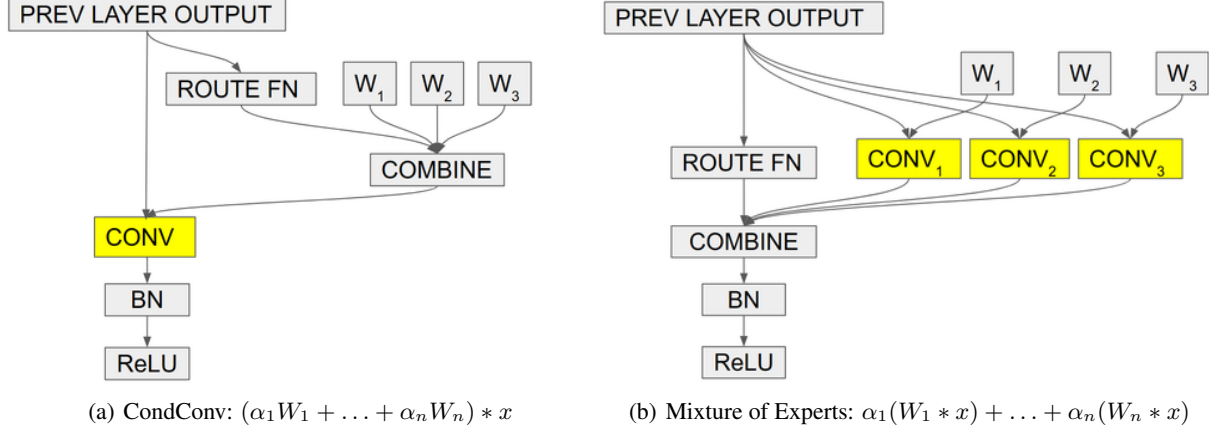 PREV LAYER OUTPUT
ROUTE FN
W1
W2
W3
COMBINE
CONV
BN
ReLU
(a) CondConv: (α1W1 + … + αnWn) ∗ x
PREV LAYER OUTPUT
W1
W2
W3
ROUTE FN
CONV1
CONV2
CONV3
COMBINE
BN
ReLU
(b) Mixture of Experts: α1(W1 ∗ x) + … + αn(Wn ∗ x)